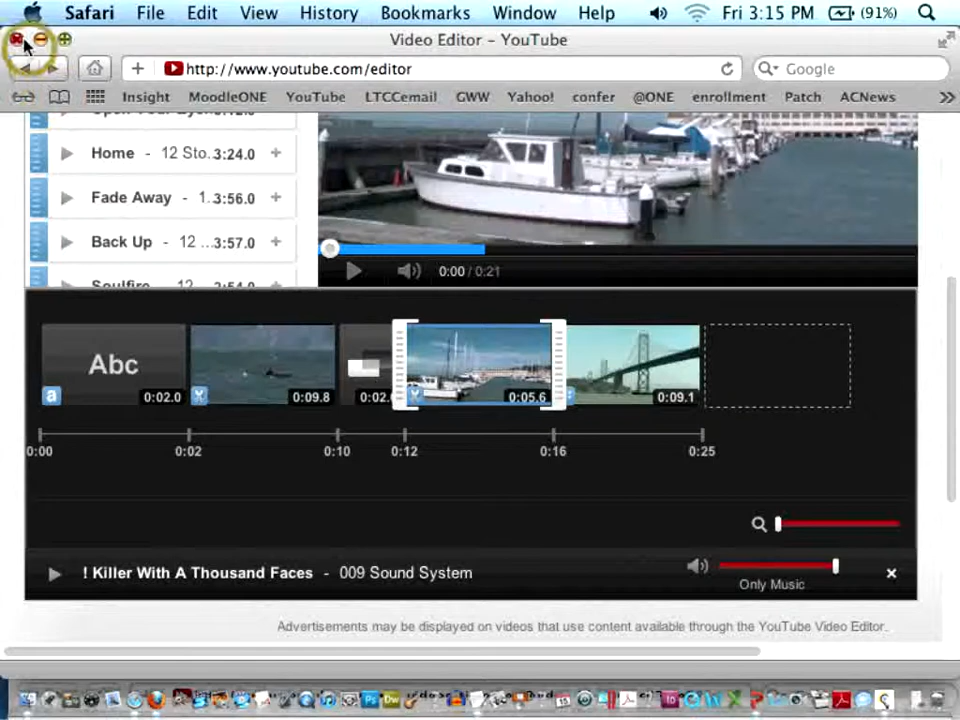 Safari File Edit View History Bookmarks Window Help Fri 3:15 PM (91%)
Video Editor – YouTube
http://www.youtube.com/editor Google
Insight MoodleONE YouTube LTCCemail GWW Yahoo! confer @ONE enrollment Patch ACNews »
Home - 12 Sto.. 3:24.0 +
Fade Away - 1.. 3:56.0 +
Back Up - 12 ... 3:57.0 +
Soulfire
0:00 / 0:21
Abc
a 0:02.0 0:09.8 0:02. 0:05.6 0:09.1
0:00 0:02 0:10 0:12 0:16 0:25
! Killer With A Thousand Faces - 009 Sound System
Only Music
Advertisements may be displayed on videos that use content available through the YouTube Video Editor.